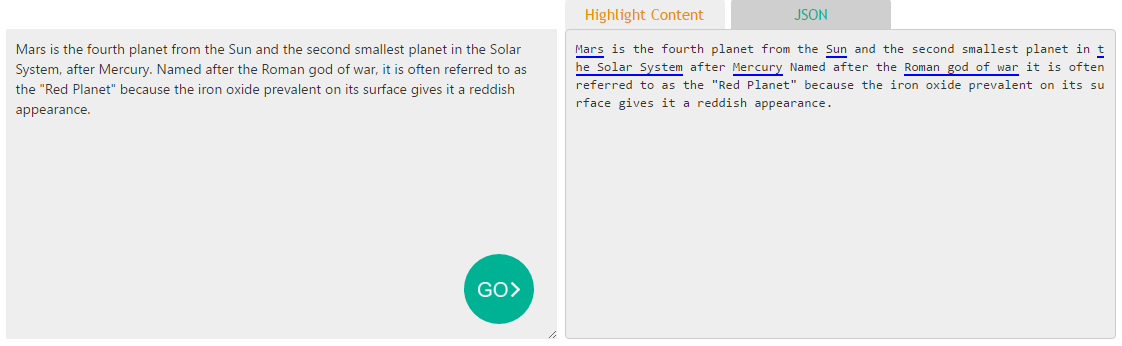 Highlight Content
JSON
Mars is the fourth planet from the Sun and the second smallest planet in the Solar
System, after Mercury. Named after the Roman god of war, it is often referred to as
the "Red Planet" because the iron oxide prevalent on its surface gives it a reddish
appearance.
GO>
Mars is the fourth planet from the Sun and the second smallest planet in t
he Solar System after Mercury Named after the Roman god of war it is often
referred to as the "Red Planet" because the iron oxide prevalent on its su
rface gives it a reddish appearance.